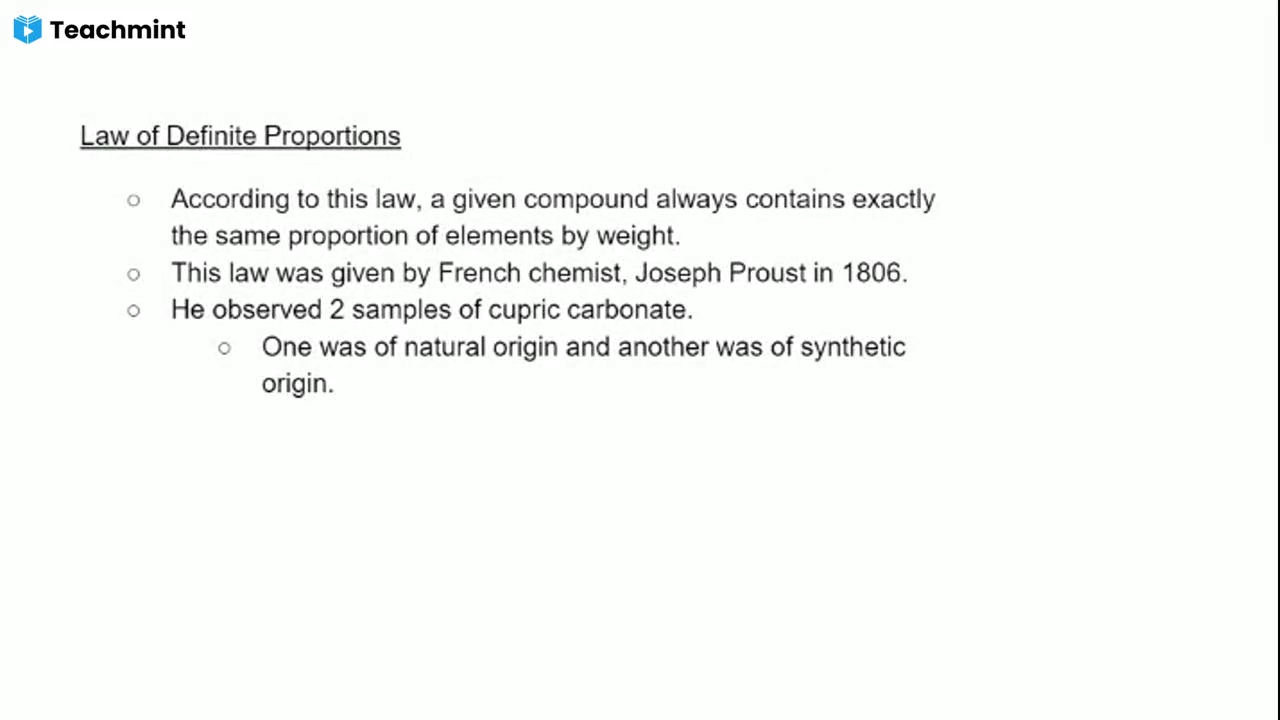 Teachmint
Law of Definite Proportions
○ According to this law, a given compound always contains exactly
the same proportion of elements by weight.
○ This law was given by French chemist, Joseph Proust in 1806.
○ He observed 2 samples of cupric carbonate.
○ One was of natural origin and another was of synthetic
origin.